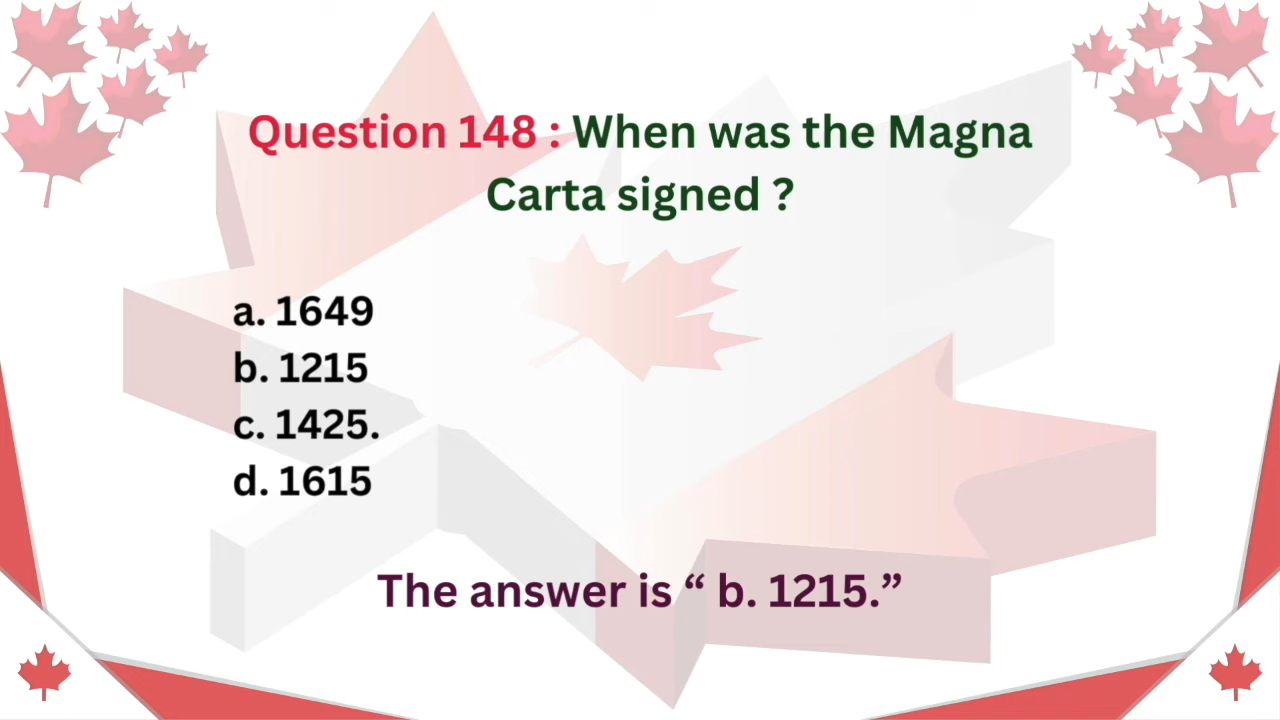 Question 148 : When was the Magna
Carta signed ?
a. 1649
b. 1215
c. 1425.
d. 1615
The answer is “ b. 1215.”